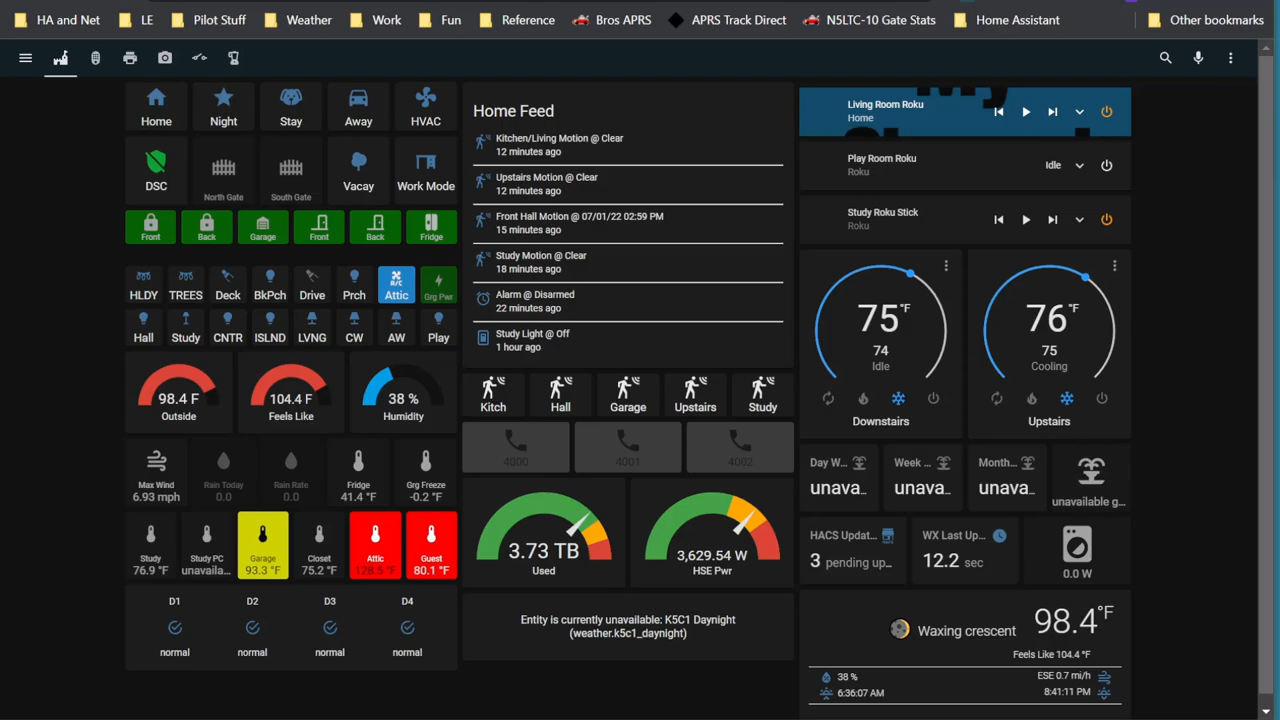 HA and Net
LE
Pilot Stuff
Weather
Work
Fun
Reference
Bros APRS
APRS Track Direct
N5LTC-10 Gate Stats
Home Assistant
Other bookmarks
Home
Night
Stay
Away
HVAC
DSC
North Gate
South Gate
Vacay
Work Mode
Front
Back
Garage
Front
Back
Fridge
HLDY
TREES
Deck
BkPch
Drive
Prch
A/C
Attic
Grg Pwr
Hall
Study
CNTR
ISLND
LVNG
CW
AW
Play
98.4 F
Outside
104.4 F
Feels Like
38 %
Humidity
Max Wind
6.93 mph
Rain Today
0.0
Rain Rate
0.0
Fridge
41.4 °F
Grg Freeze
-0.2 °F
Study
76.9 °F
Study PC
unavaila...
Garage
93.3 °F
Closet
75.2 °F
Attic
128.5 °F
Guest
80.1 °F
D1
D2
D3
D4
normal
normal
normal
normal
Home Feed
Kitchen/Living Motion @ Clear
12 minutes ago
Upstairs Motion @ Clear
12 minutes ago
Front Hall Motion @ 07/01/22 02:59 PM
15 minutes ago
Study Motion @ Clear
18 minutes ago
Alarm @ Disarmed
22 minutes ago
Study Light @ Off
1 hour ago
Kitch
Hall
Garage
Upstairs
Study
4000
4001
4002
3.73 TB
Used
3,629.54 W
HSE Pwr
Entity is currently unavailable: K5C1 Daynight
(weather.k5c1_daynight)
Living Room Roku
Home
Play Room Roku
Roku
Idle
Study Roku Stick
Roku
75 °F
74
Idle
Downstairs
76 °F
75
Cooling
Upstairs
Day W...
unava...
Week ...
unava...
Month...
unava...
unavailable g...
HACS Updat...
3 pending up...
WX Last Up...
12.2 sec
0.0 W
Waxing crescent
98.4 °F
Feels Like 104.4 °F
38 %
ESE 0.7 mi/h
6:36:07 AM
8:41:11 PM